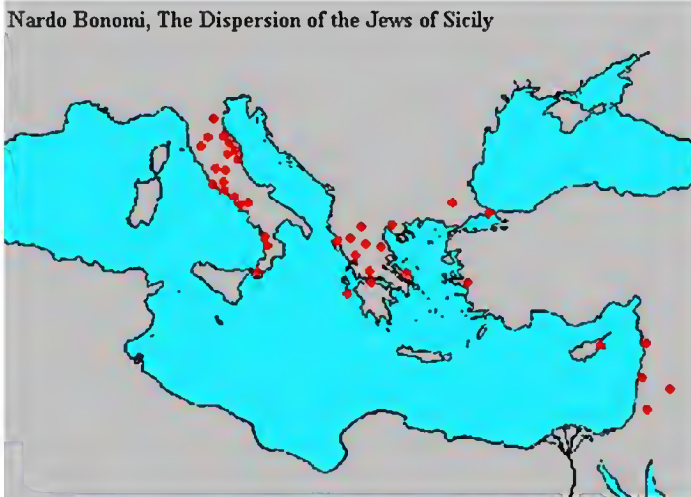 Nardo Bonomi, The Dispersion of the Jews of Sicily